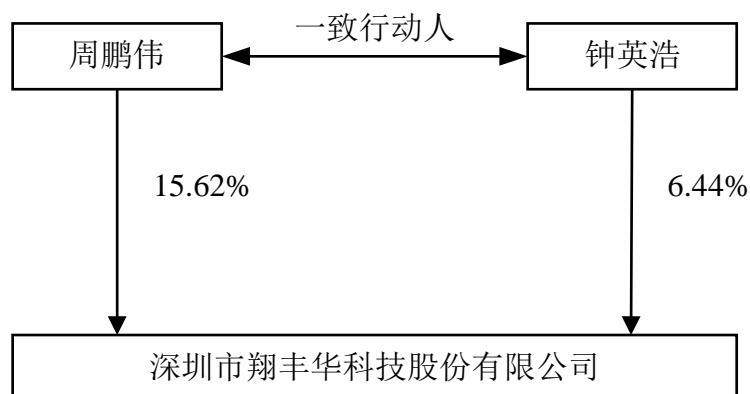 一致行动人
周鹏伟
钟英浩
15.62%
6.44%
深圳市翔丰华科技股份有限公司